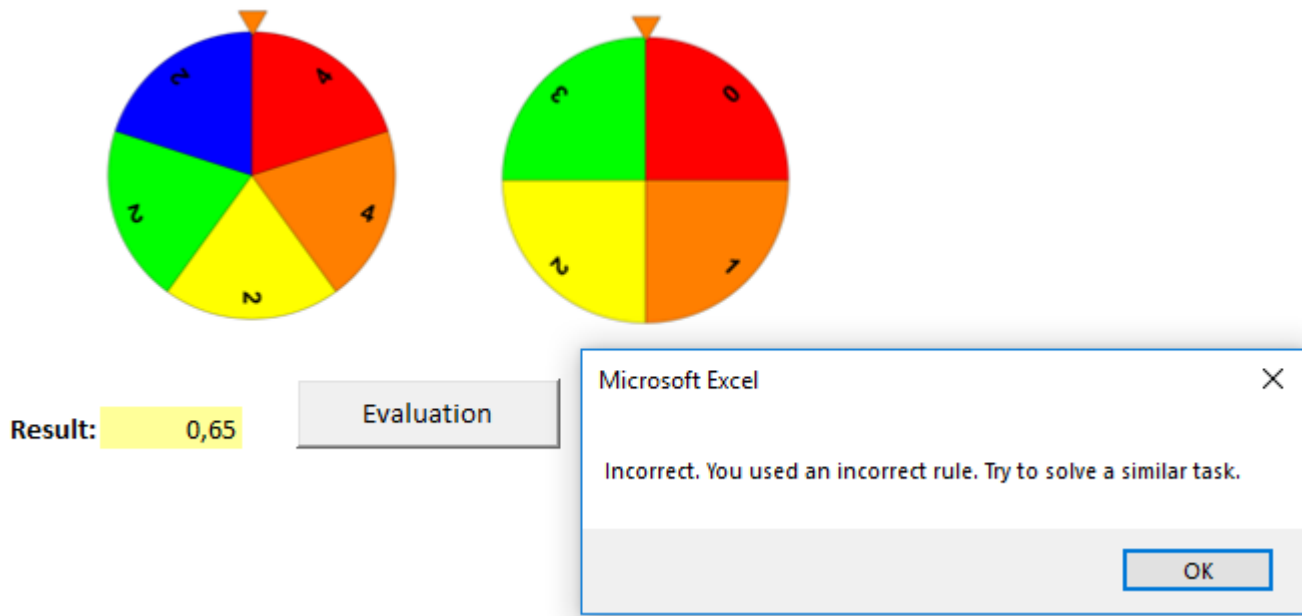 2
4
2
4
2
3
0
2
1
Result:
0,65
Evaluation
Microsoft Excel
Incorrect. You used an incorrect rule. Try to solve a similar task.
OK